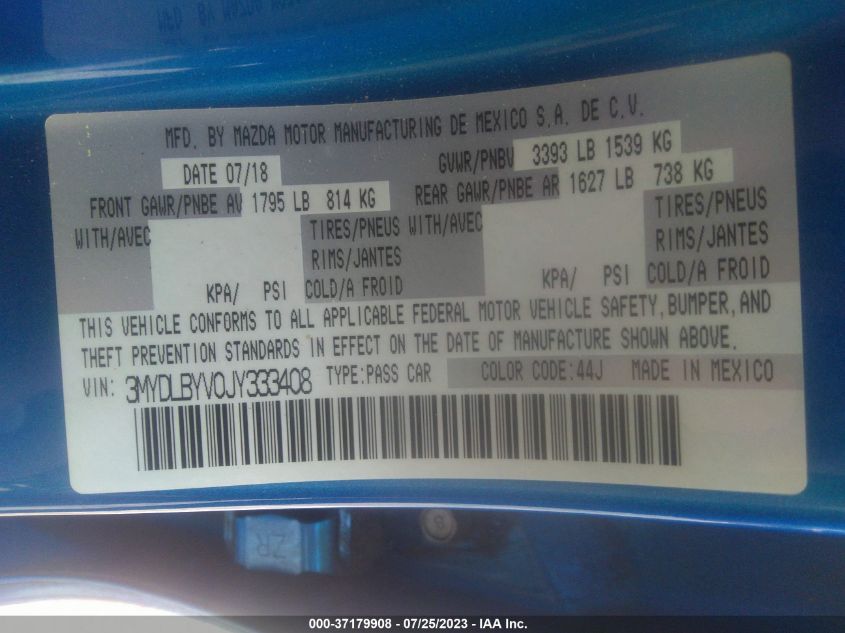 MFD. BY MAZDA MOTOR MANUFACTURING DE MEXICO S.A. DE C.V.
DATE 07/18 GVWR/PNBV 3393 LB 1539 KG
FRONT GAWR/PNBE AV 1795 LB 814 KG REAR GAWR/PNBE AR 1627 LB 738 KG
WITH/AVEC TIRES/PNEUS WITH/AVEC TIRES/PNEUS
RIMS/JANTES RIMS/JANTES
KPA/ PSI COLD/A FROID KPA/ PSI COLD/A FROID
THIS VEHICLE CONFORMS TO ALL APPLICABLE FEDERAL MOTOR VEHICLE SAFETY, BUMPER, AND
THEFT PREVENTION STANDARDS IN EFFECT ON THE DATE OF MANUFACTURE SHOWN ABOVE.
VIN: 3MYDLBYV0JY333408 TYPE:PASS CAR COLOR CODE:44J MADE IN MEXICO
ZR
8
000-37179908 - 07/25/2023 - IAA Inc.